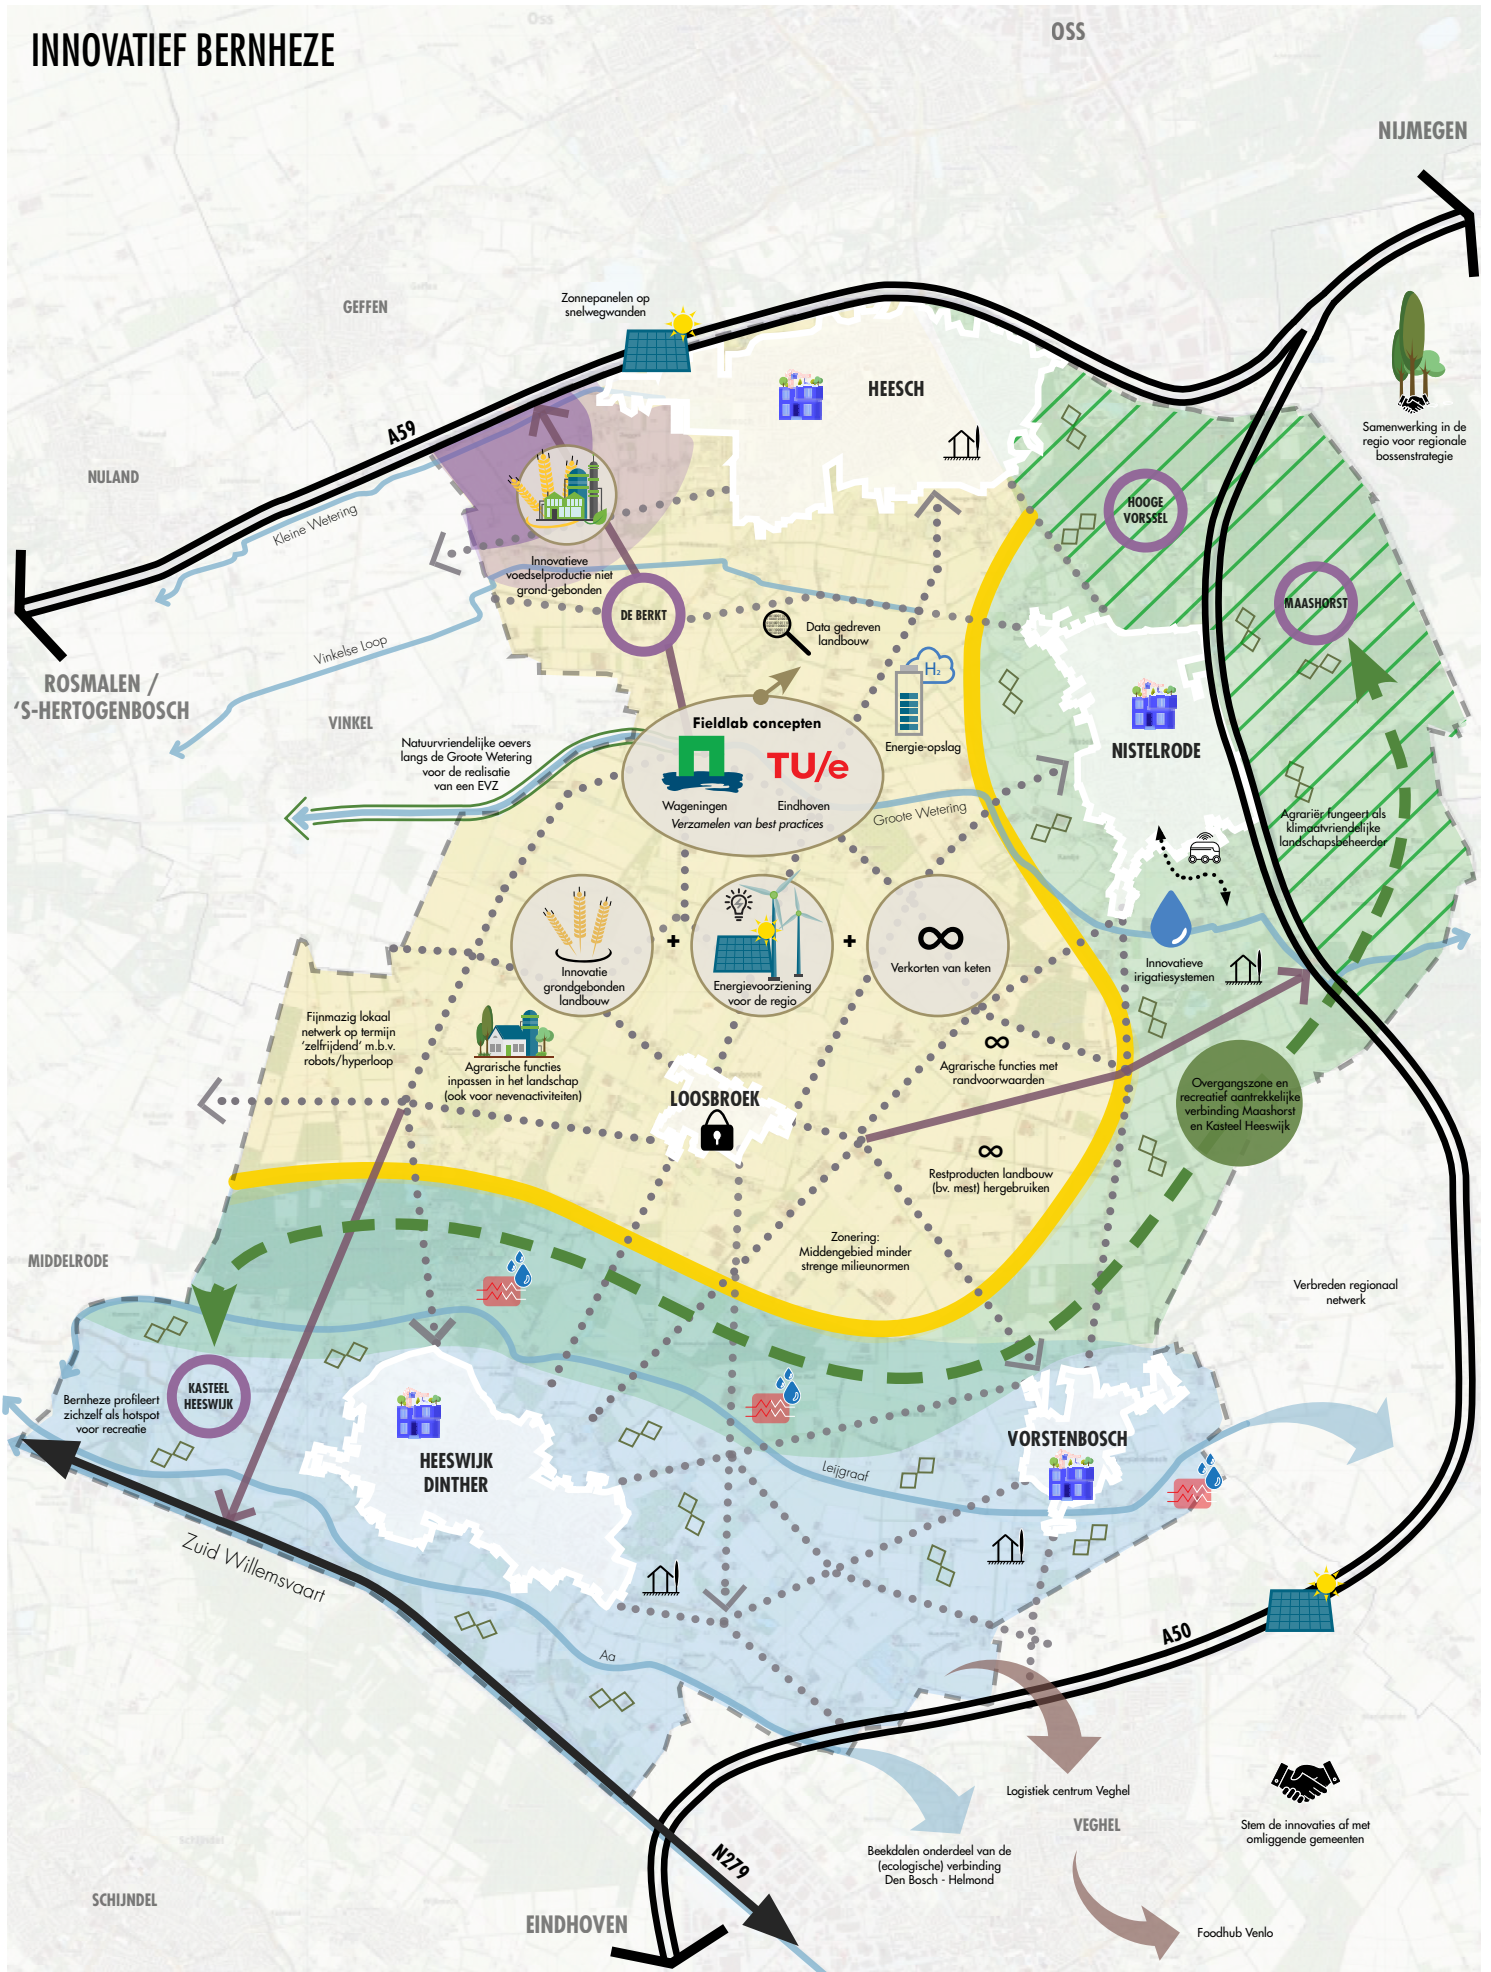 INNOVATIEF BERNHEZE
Oss
OSS
NIJMEGEN
GEFFEN
Zonnepanelen op
snelwegwanden
HEESCH
A59
NULAND
Kleine Wetering
Samenwerking in de
regio voor regionale
bossenstrategie
HOOGE
VORSSEL
MAASHORST
Innovatieve
voedselproductie niet
grond-gebonden
DE BERKT
Data gedreven
landbouw
Vinkelse Loop
ROSMALEN /
‘S-HERTOGENBOSCH
VINKEL
H2
Energie-opslag
Fieldlab concepten
TU/e
Wageningen
Eindhoven
Verzamelen van best practices
NISTELRODE
Natuurvriendelijke oevers
langs de Groote Wetering
voor de realisatie
van een EVZ
Groote Wetering
Agrariër fungeert als
klimaatvriendelijke
landschapsbeheerder
Innovatie
grondgebonden
landbouw
+
Energievoorziening
voor de regio
+
Verkorten van keten
Innovatieve
irrigatiesystemen
Fijnmazig lokaal
netwerk op termijn
‘zelfrijdend’ m.b.v.
robots/hyperloop
Agrarische functies
inpassen in het landschap
(ook voor nevenactiviteiten)
Agrarische functies met
randvoorwaarden
LOOSBROEK
Overgangszone en
recreatief aantrekkelijke
verbinding Maashorst
en Kasteel Heeswijk
Restproducten landbouw
(bv. mest) hergebruiken
Zonering:
Middengebied minder
strenge milieunormen
MIDDELRODE
Verbreden regionaal
netwerk
KASTEEL
HEESWIJK
Bernheze profileert
zichzelf als hotspot
voor recreatie
HEESWIJK
DINTHER
VORSTENBOSCH
Leijgraaf
Zuid Willemsvaart
Aa
A50
Logistiek centrum Veghel
VEGHEL
Stem de innovaties af met
omliggende gemeenten
Beekdalen onderdeel van de
(ecologische) verbinding
Den Bosch - Helmond
N279
SCHIJNDEL
EINDHOVEN
Foodhub Venlo